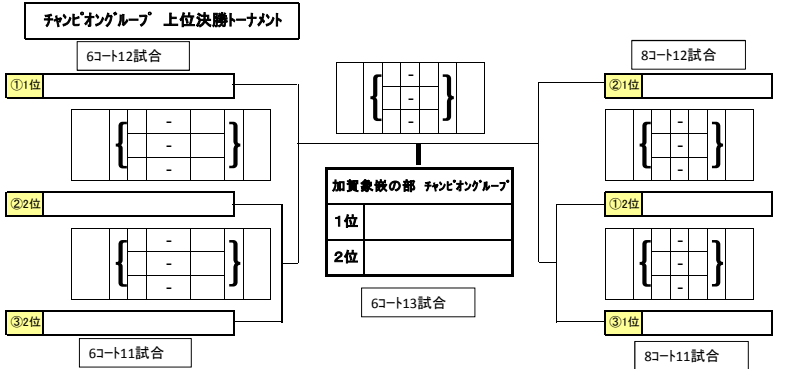 ﾁｬﾝﾋﾟｵﾝｸﾞﾙｰﾌﾟ 上位決勝ﾄｰﾅﾒﾝﾄ
6ｺｰﾄ12試合
8ｺｰﾄ12試合
①1位
②1位
-
-
-
{ }
-
-
-
{ }
-
-
-
{ }
加賀象嵌の部 ﾁｬﾝﾋﾟｵﾝｸﾞﾙｰﾌﾟ
1位
2位
②2位
①2位
-
-
-
{ }
-
-
-
{ }
6ｺｰﾄ13試合
③2位
③1位
6ｺｰﾄ11試合
8ｺｰﾄ11試合